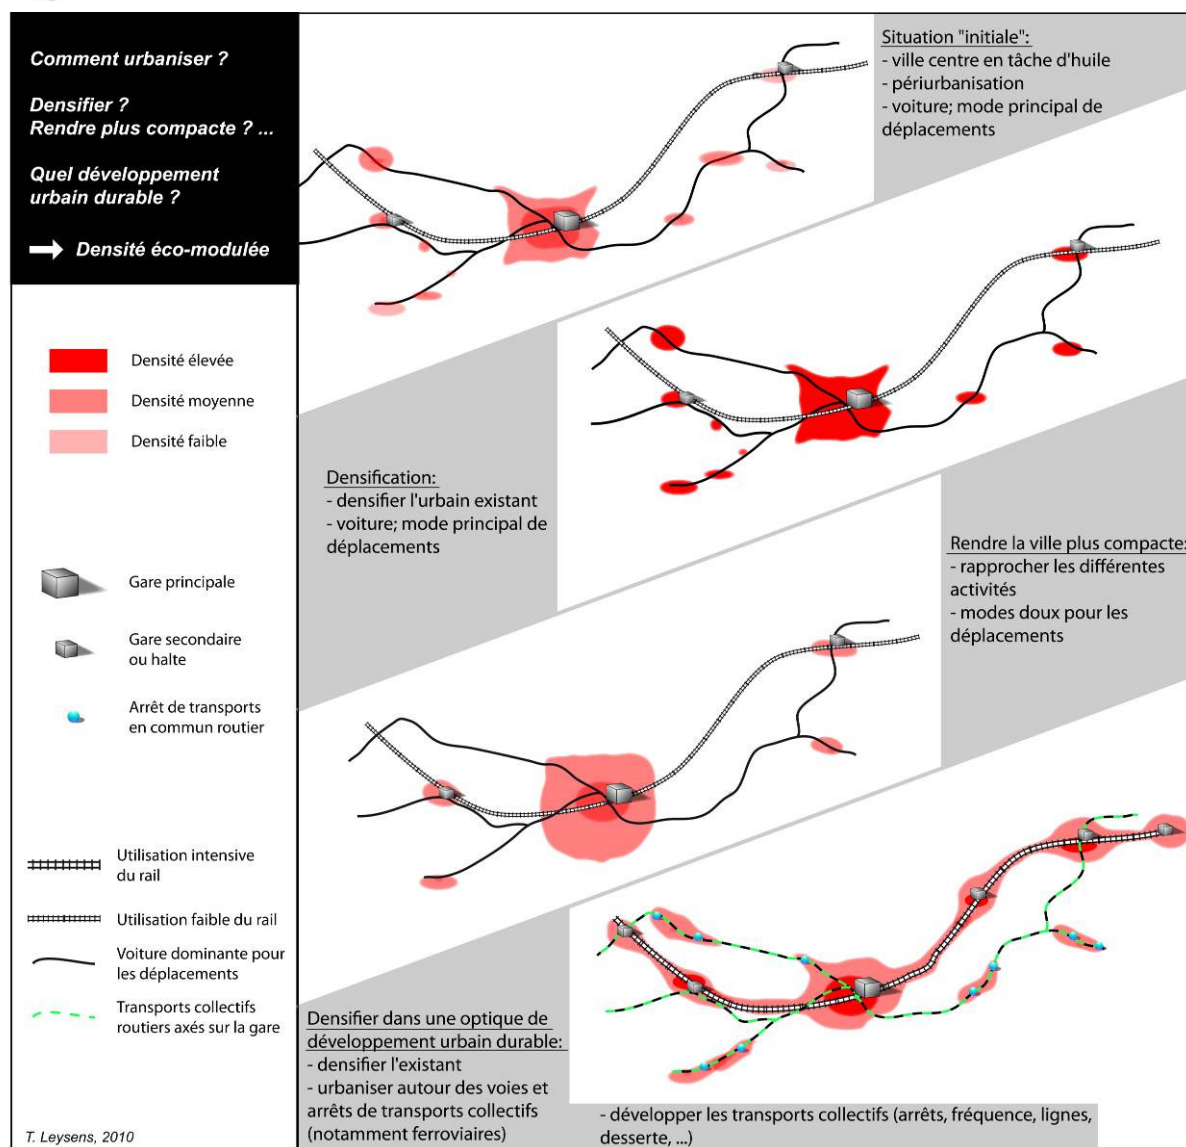 Comment urbaniser ?
Densifier ?
Rendre plus compacte ? ...
Quel développement
urbain durable ?
Densité éco-modulée
Situation "initiale":
- ville centre en tâche d'huile
- périurbanisation
- voiture; mode principal de
déplacements
Densité élevée
Densité moyenne
Densité faible
Densification:
- densifier l'urbain existant
- voiture; mode principal de
déplacements
Rendre la ville plus compacte:
- rapprocher les différentes
activités
- modes doux pour les
déplacements
Gare principale
Gare secondaire
ou halte
Arrêt de transports
en commun routier
Utilisation intensive
du rail
Utilisation faible du rail
Voiture dominante pour
les déplacements
Transports collectifs
routiers axés sur la gare
Densifier dans une optique de
développement urbain durable:
- densifier l'existant
- urbaniser autour des voies et
arrêts de transports collectifs
(notamment ferroviaires)
- développer les transports collectifs (arrêts, fréquence, lignes,
desserte, ...)
T. Leysens, 2010